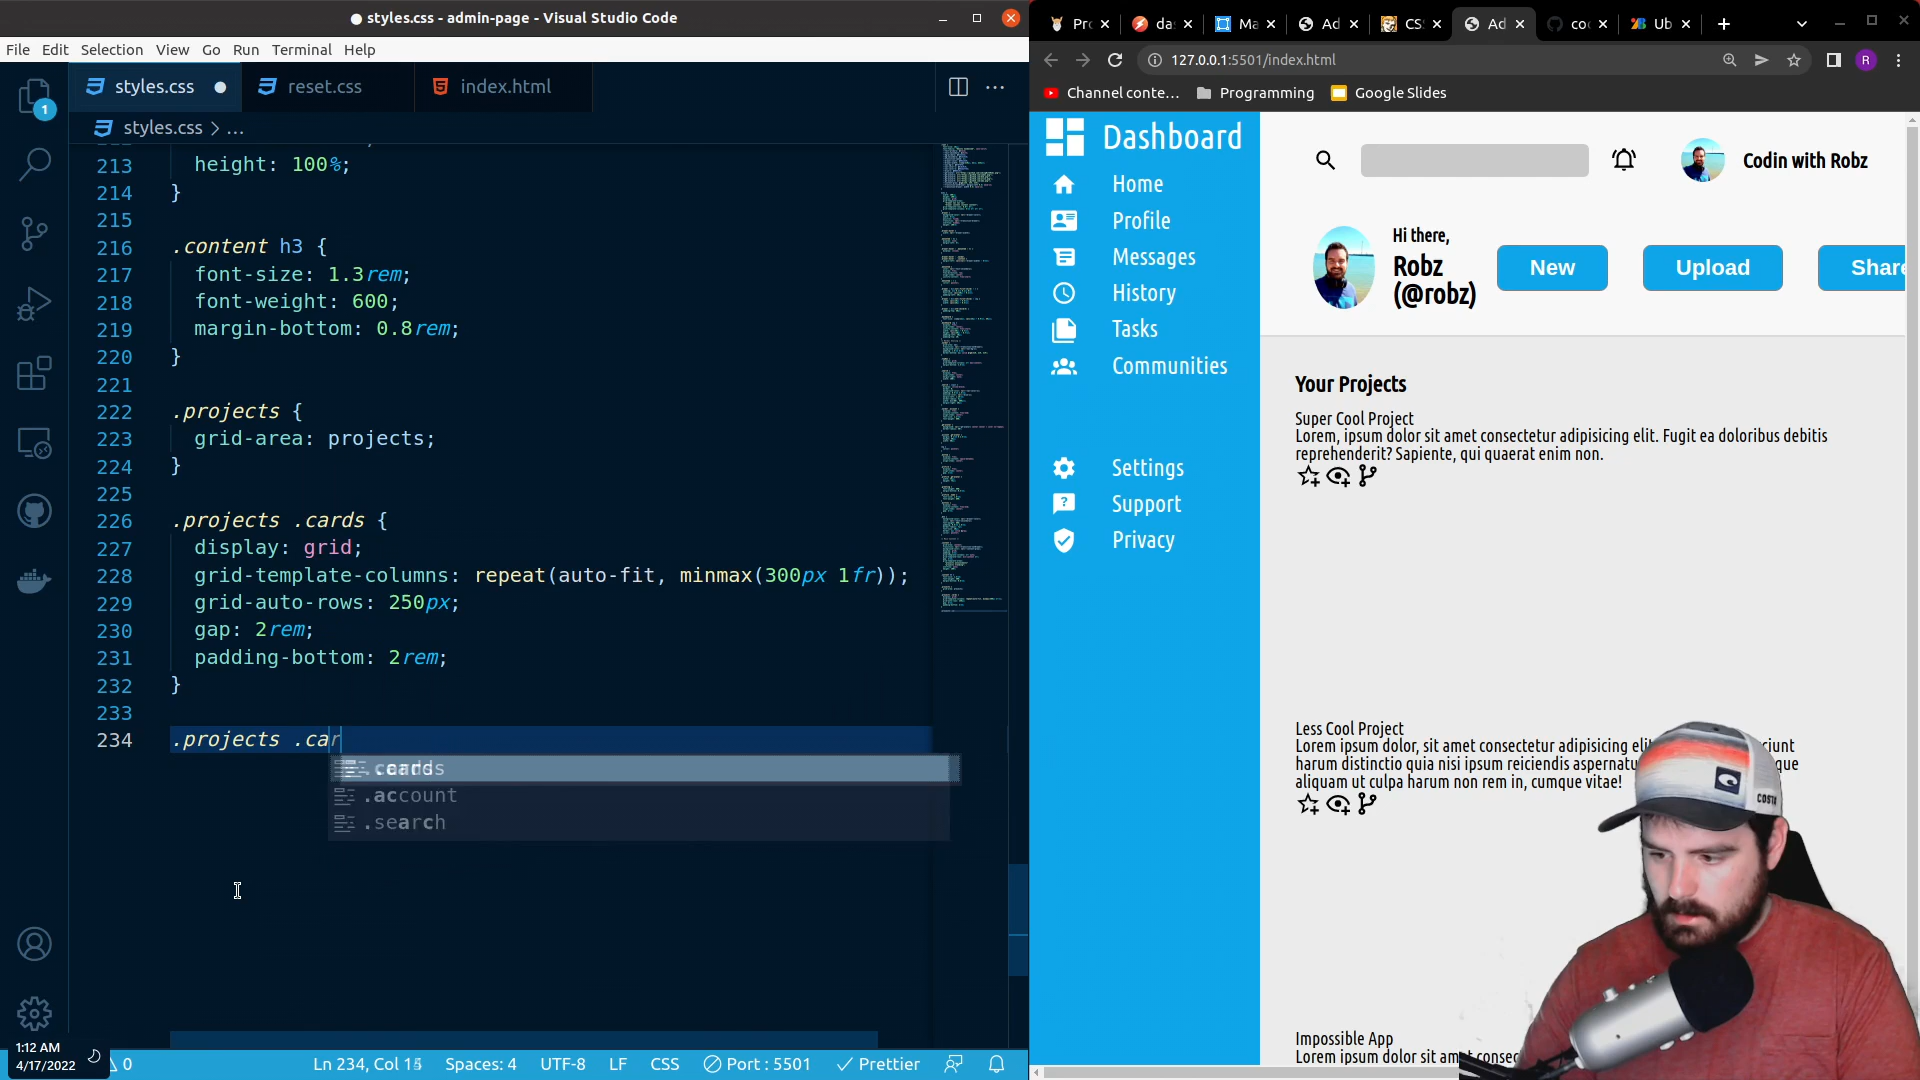 styles.css - admin-page - Visual Studio Code
File Edit Selection View Go Run Terminal Help
styles.css reset.css index.html
styles.css > ...
213 height: 100%;
214 }
215
216 .content h3 {
217 font-size: 1.3rem;
218 font-weight: 600;
219 margin-bottom: 0.8rem;
220 }
221
222 .projects {
223 grid-area: projects;
224 }
225
226 .projects .cards {
227 display: grid;
228 grid-template-columns: repeat(auto-fit, minmax(300px 1fr));
229 grid-auto-rows: 250px;
230 gap: 2rem;
231 padding-bottom: 2rem;
232 }
233
234 .projects .car
.cards
.account
.search
1
1:12 AM
4/17/2022
0
Ln 234, Col 15 Spaces: 4 UTF-8 LF CSS Port : 5501 Prettier
Pro da: Ma Ad CSS Ad coc Ub
127.0.0.1:5501/index.html R
Channel conte... Programming Google Slides
Dashboard
Home
Profile
Messages
History
Tasks
Communities
Settings
Support
Privacy
Codin with Robz
Hi there,
Robz
(@robz)
New Upload Share
Your Projects
Super Cool Project
Lorem, ipsum dolor sit amet consectetur adipisicing elit. Fugit ea doloribus debitis
reprehenderit? Sapiente, qui quaerat enim non.
Less Cool Project
Lorem ipsum dolor, sit amet consectetur adipisicing
harum distinctio quia nisi ipsum reiciendis
aliquam ut culpa harum non rem in, cumque vitae!
Impossible App
Lorem ipsum dolor sit
COSTA